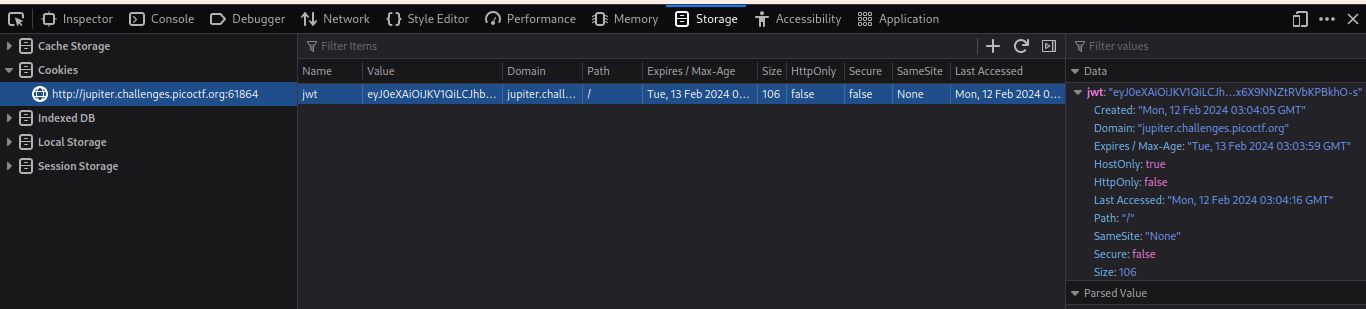 Inspector Console Debugger Network Style Editor Performance Memory Storage Accessibility Application
Cache Storage
Cookies
http://jupiter.challenges.picoctf.org:61864
Indexed DB
Local Storage
Session Storage
Filter Items
Name Value Domain Path Expires / Max-Age Size HttpOnly Secure SameSite Last Accessed
jwt eyJ0eXAiOiJKV1QiLCJhb... jupiter.chall... / Tue, 13 Feb 2024 0... 106 false false None Mon, 12 Feb 2024 03:0...
Filter values
Data
jwt: "eyJ0eXAiOiJKV1QiLCJh...x6X9NNZtRVbKPBkhO-s"
Created: "Mon, 12 Feb 2024 03:04:05 GMT"
Domain: "jupiter.challenges.picoctf.org"
Expires / Max-Age: "Tue, 13 Feb 2024 03:03:59 GMT"
HostOnly: true
HttpOnly: false
Last Accessed: "Mon, 12 Feb 2024 03:04:16 GMT"
Path: "/"
SameSite: "None"
Secure: false
Size: 106
Parsed Value